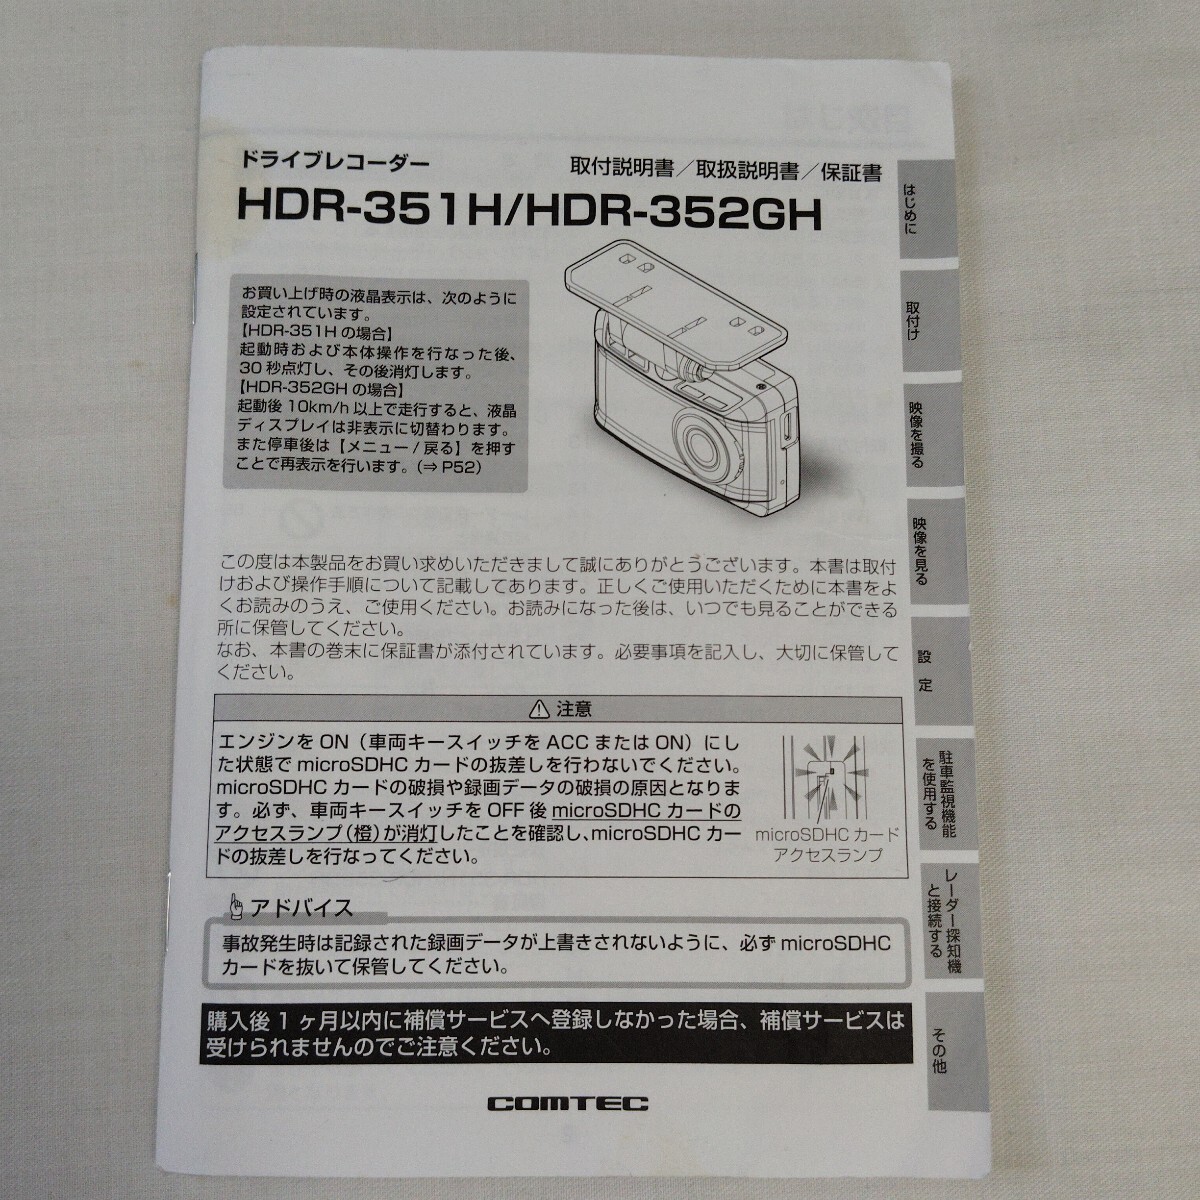 ドライブレコーダー
取付説明書／取扱説明書／保証書
HDR-351H/HDR-352GH
お買い上げ時の液晶表示は、次のように
設定されています。
【HDR-351H の場合】
起動時および本体操作を行なった後、
30 秒点灯し、その後消灯します。
【HDR-352GH の場合】
起動後 10km/h 以上で走行すると、液晶
ディスプレイは非表示に切替わります。
また停車後は【メニュー / 戻る】を押す
ことで再表示を行います。（⇒ P52）
この度は本製品をお買い求めいただきまして誠にありがとうございます。本書は取付
けおよび操作手順について記載してあります。正しくご使用いただくために本書をよ
くお読みのうえ、ご使用ください。お読みになった後は、いつでも見ることができる
所に保管してください。
なお、本書の巻末に保証書が添付されています。必要事項を記入し、大切に保管して
ください。
⚠ 注意
エンジンを ON（車両キースイッチを ACC または ON）にし
た状態で microSDHC カードの抜差しを行わないでください。
microSDHC カードの破損や録画データの破損の原因となりま
す。必ず、車両キースイッチを OFF 後 microSDHC カードの
アクセスランプ（橙）が消灯したことを確認し、microSDHC カー
ドの抜差しを行なってください。
microSDHC カード
アクセスランプ
アドバイス
事故発生時は記録された録画データが上書きされないように、必ず microSDHC
カードを抜いて保管してください。
購入後 1 ヶ月以内に補償サービスへ登録しなかった場合、補償サービスは
受けられませんのでご注意ください。
COMTEC
はじめに
取付け
映像を撮る
映像を見る
設 定
駐車監視機能
を使用する
レーダー探知機
と接続する
その他